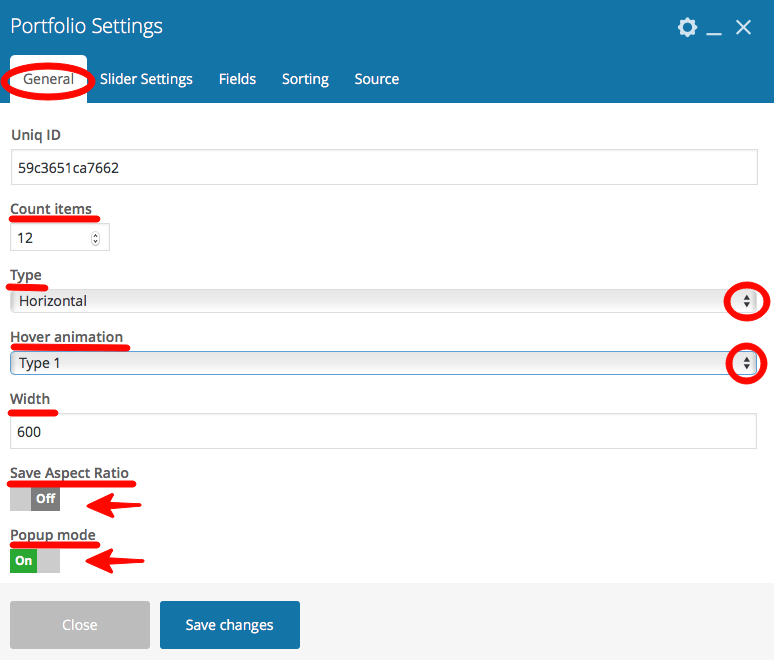 Portfolio Settings
General Slider Settings Fields Sorting Source
Uniq ID
59c3651ca7662
Count items
12
Type
Horizontal
Hover animation
Type 1
Width
600
Save Aspect Ratio
Off
Popup mode
On
Close Save changes